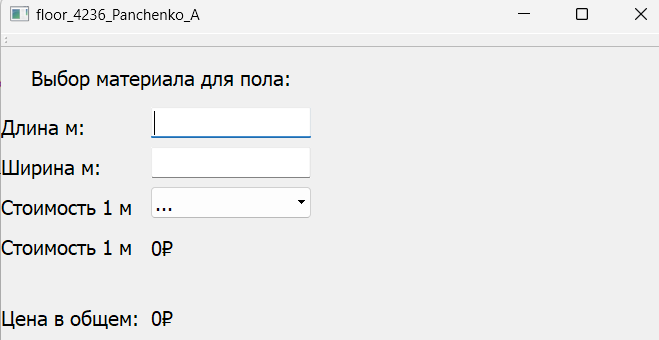 floor_4236_Panchenko_A
Выбор материала для пола:
Длина м:
Ширина м:
Стоимость 1 м ...
Стоимость 1 м 0₽
Цена в общем: 0₽